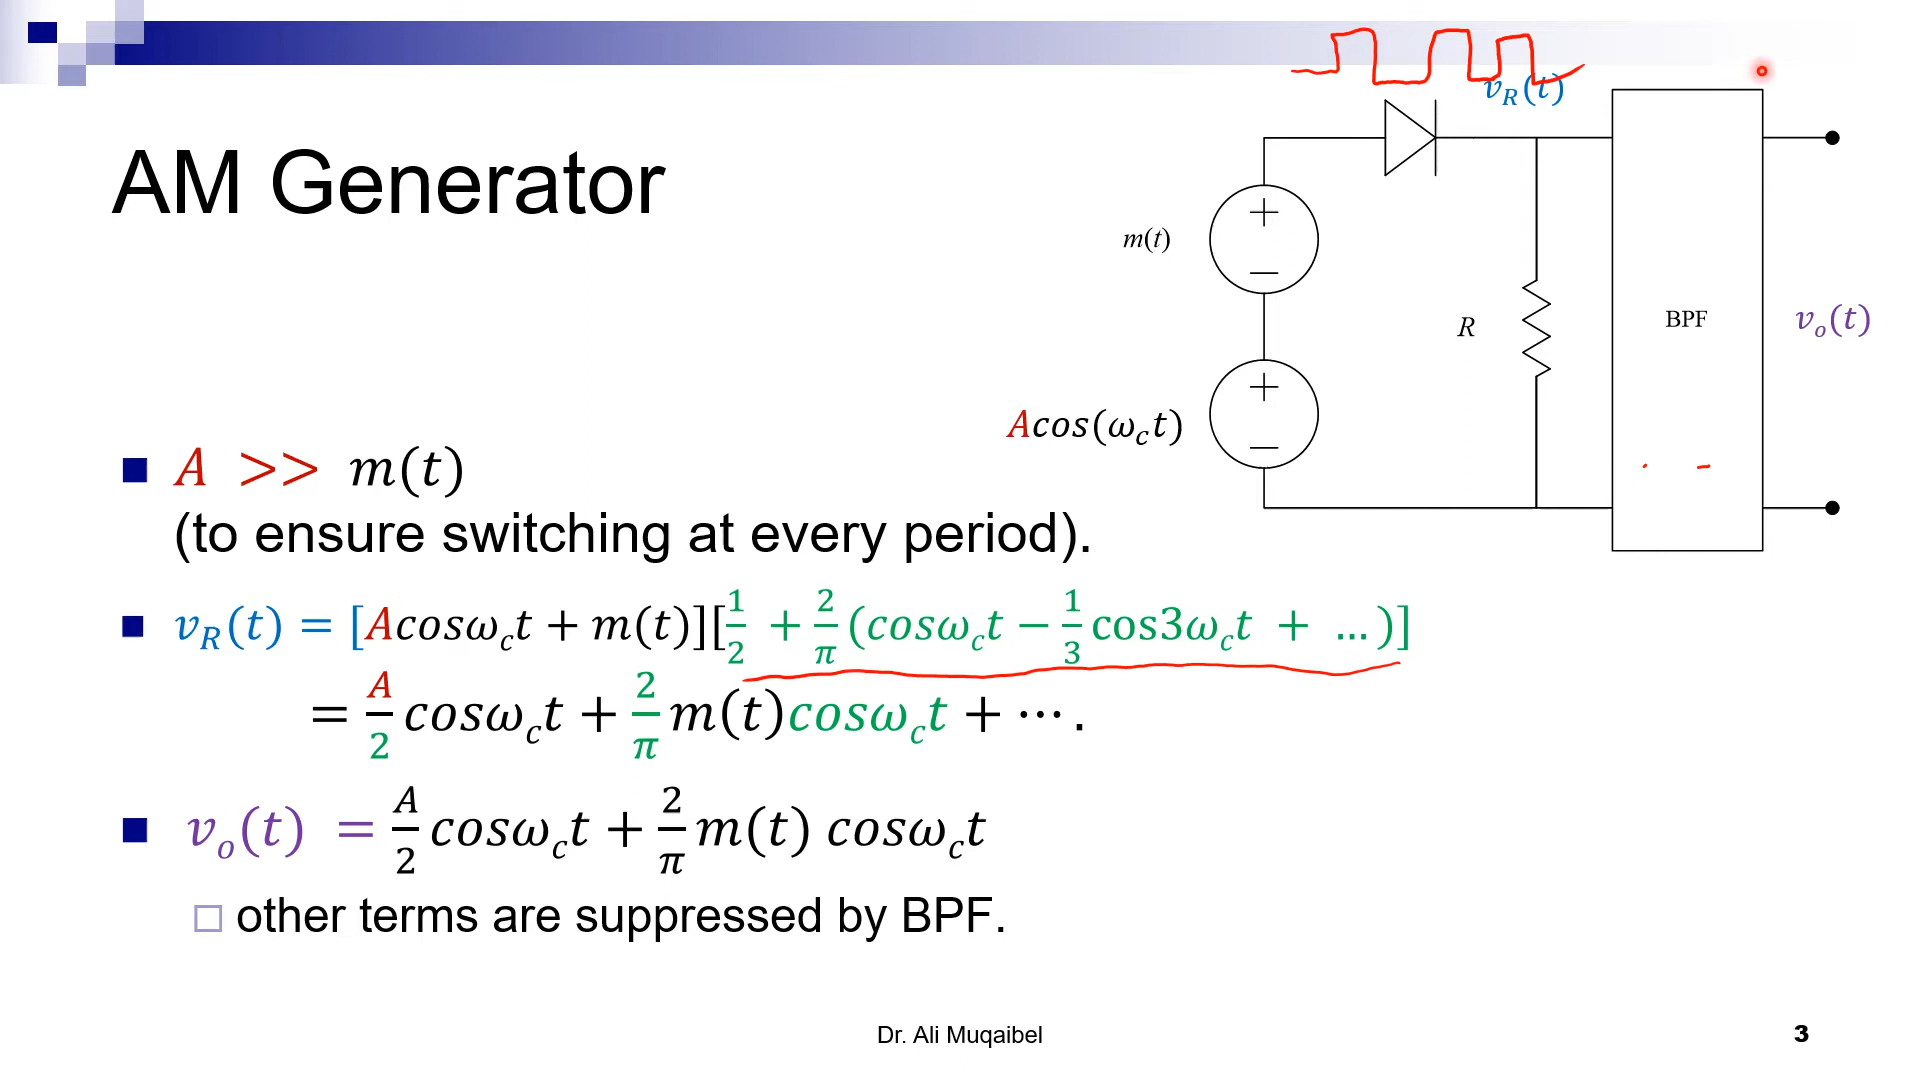 AM Generator
v_R(t)
m(t)
+
−
Acos(ω_c t)
+
−
R
BPF
v_o(t)
A >> m(t)
(to ensure switching at every period).
v_R(t) = [Acosω_c t + m(t)][1/2 + 2/π (cosω_c t − 1/3 cos3ω_c t + …)]
= A/2 cosω_c t + 2/π m(t)cosω_c t + ⋯.
v_o(t) = A/2 cosω_c t + 2/π m(t) cosω_c t
other terms are suppressed by BPF.
Dr. Ali Muqaibel
3